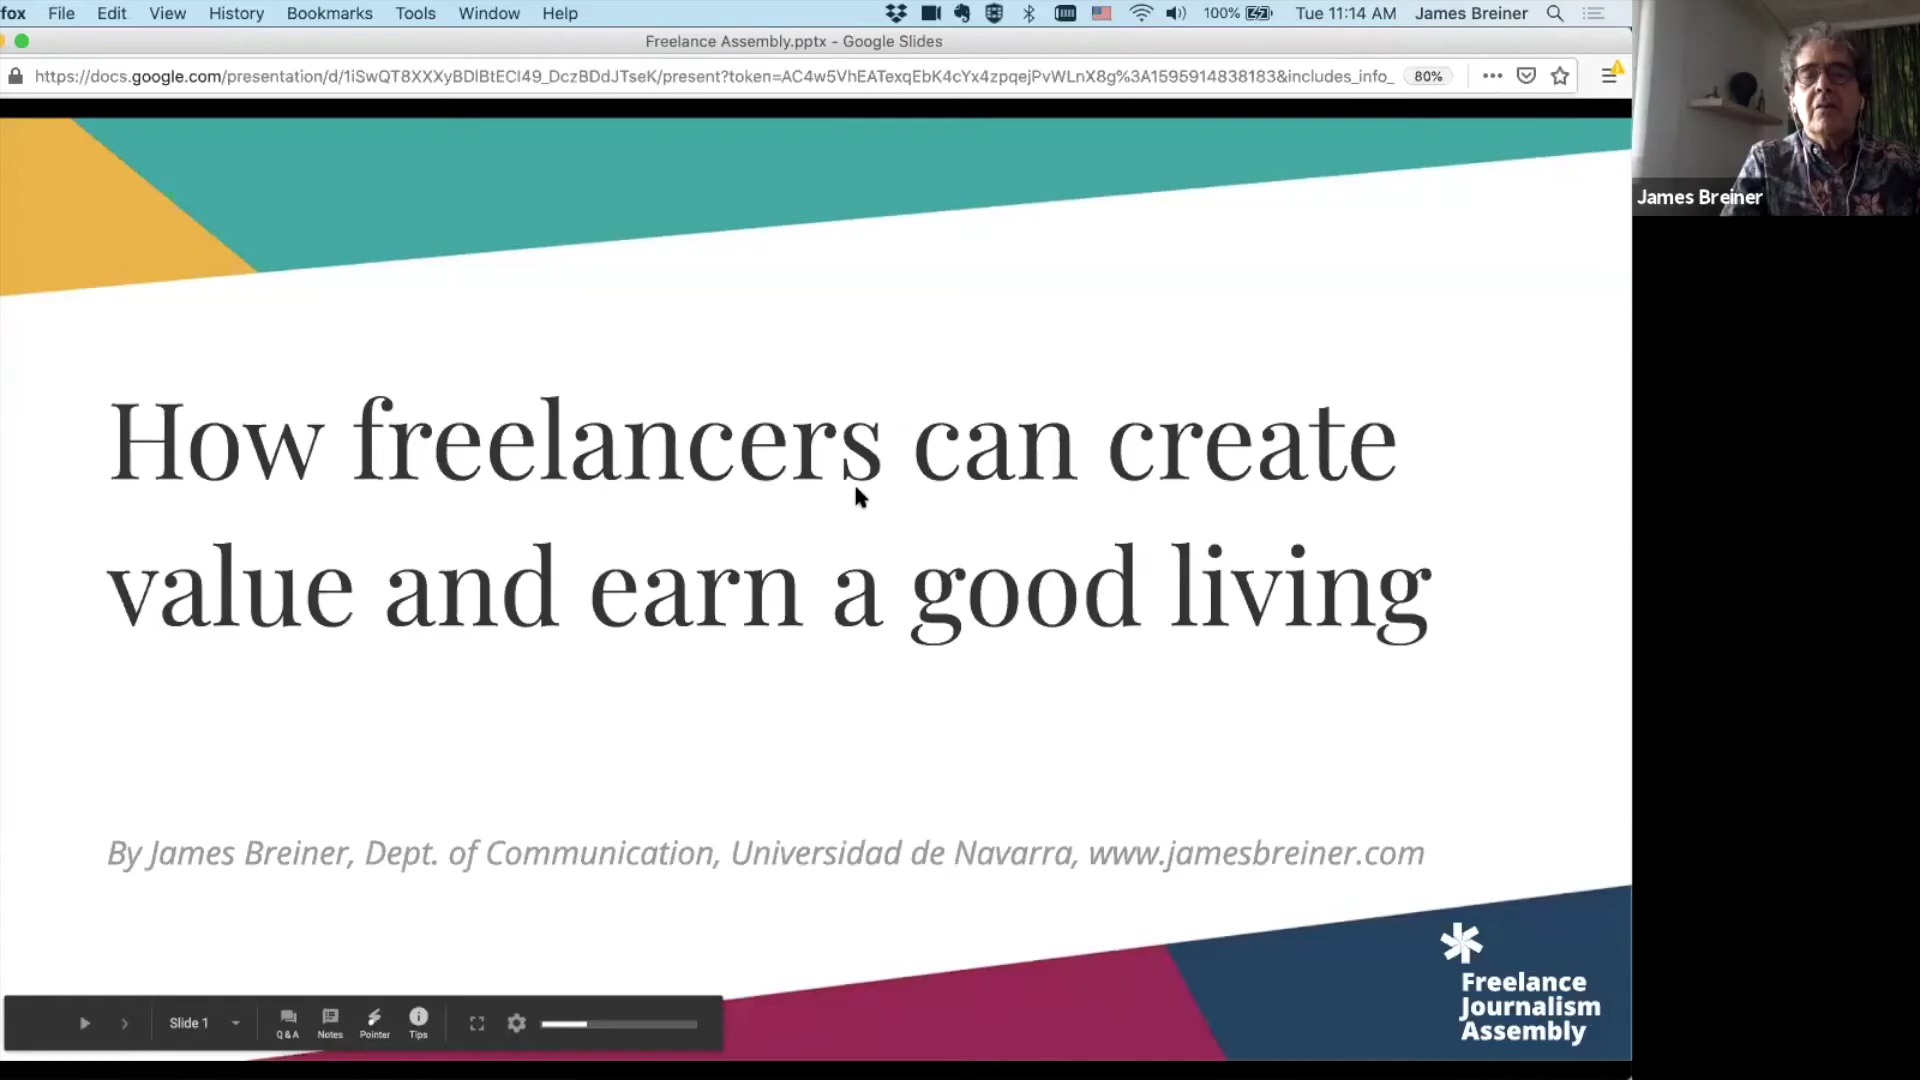 fox File Edit View History Bookmarks Tools Window Help 100% Tue 11:14 AM James Breiner
Freelance Assembly.pptx - Google Slides
https://docs.google.com/presentation/d/1iSwQT8XXXyBDlBtECI49_DczBDdJTseK/present?token=AC4w5VhEATexqEbK4cYx4zpqejPvWLnX8g%3A1595914838183&includes_info_ 80%
James Breiner
How freelancers can create
value and earn a good living
By James Breiner, Dept. of Communication, Universidad de Navarra, www.jamesbreiner.com
Freelance
Journalism
Assembly
Slide 1 Q & A Notes Pointer Tips